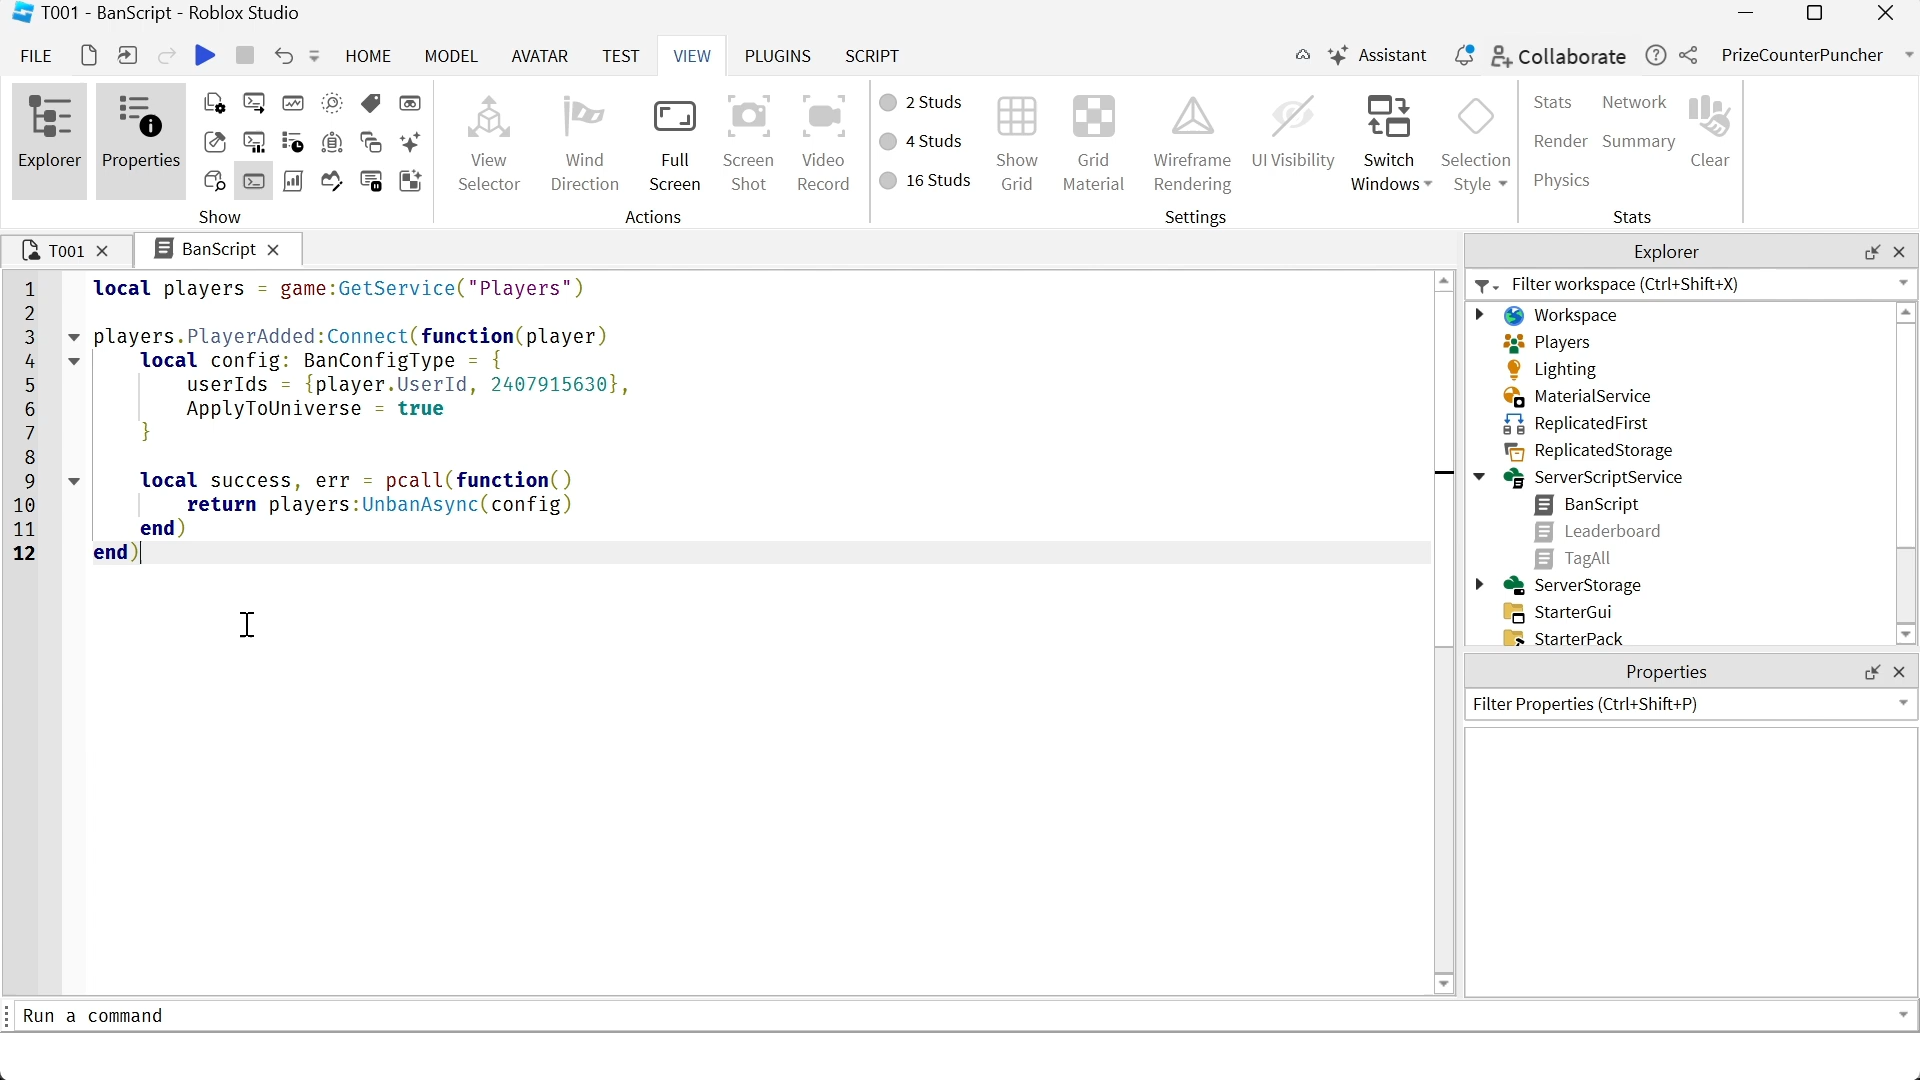 T001 - BanScript - Roblox Studio
FILE HOME MODEL AVATAR TEST VIEW PLUGINS SCRIPT Assistant Collaborate PrizeCounterPuncher
Explorer Properties
Show
View Selector
Wind Direction
Full Screen
Screen Shot
Video Record
Actions
2 Studs
4 Studs
16 Studs
Show Grid
Grid Material
Wireframe Rendering
UI Visibility
Switch Windows
Selection Style
Settings
Stats Network
Render Summary
Physics
Clear
Stats
T001 BanScript
1 local players = game:GetService("Players")
2
3 players.PlayerAdded:Connect(function(player)
4 local config: BanConfigType = {
5 userIds = {player.UserId, 2407915630},
6 ApplyToUniverse = true
7 }
8
9 local success, err = pcall(function()
10 return players:UnbanAsync(config)
11 end)
12 end)
Explorer
Filter workspace (Ctrl+Shift+X)
Workspace
Players
Lighting
MaterialService
ReplicatedFirst
ReplicatedStorage
ServerScriptService
BanScript
Leaderboard
TagAll
ServerStorage
StarterGui
StarterPack
Properties
Filter Properties (Ctrl+Shift+P)
Run a command